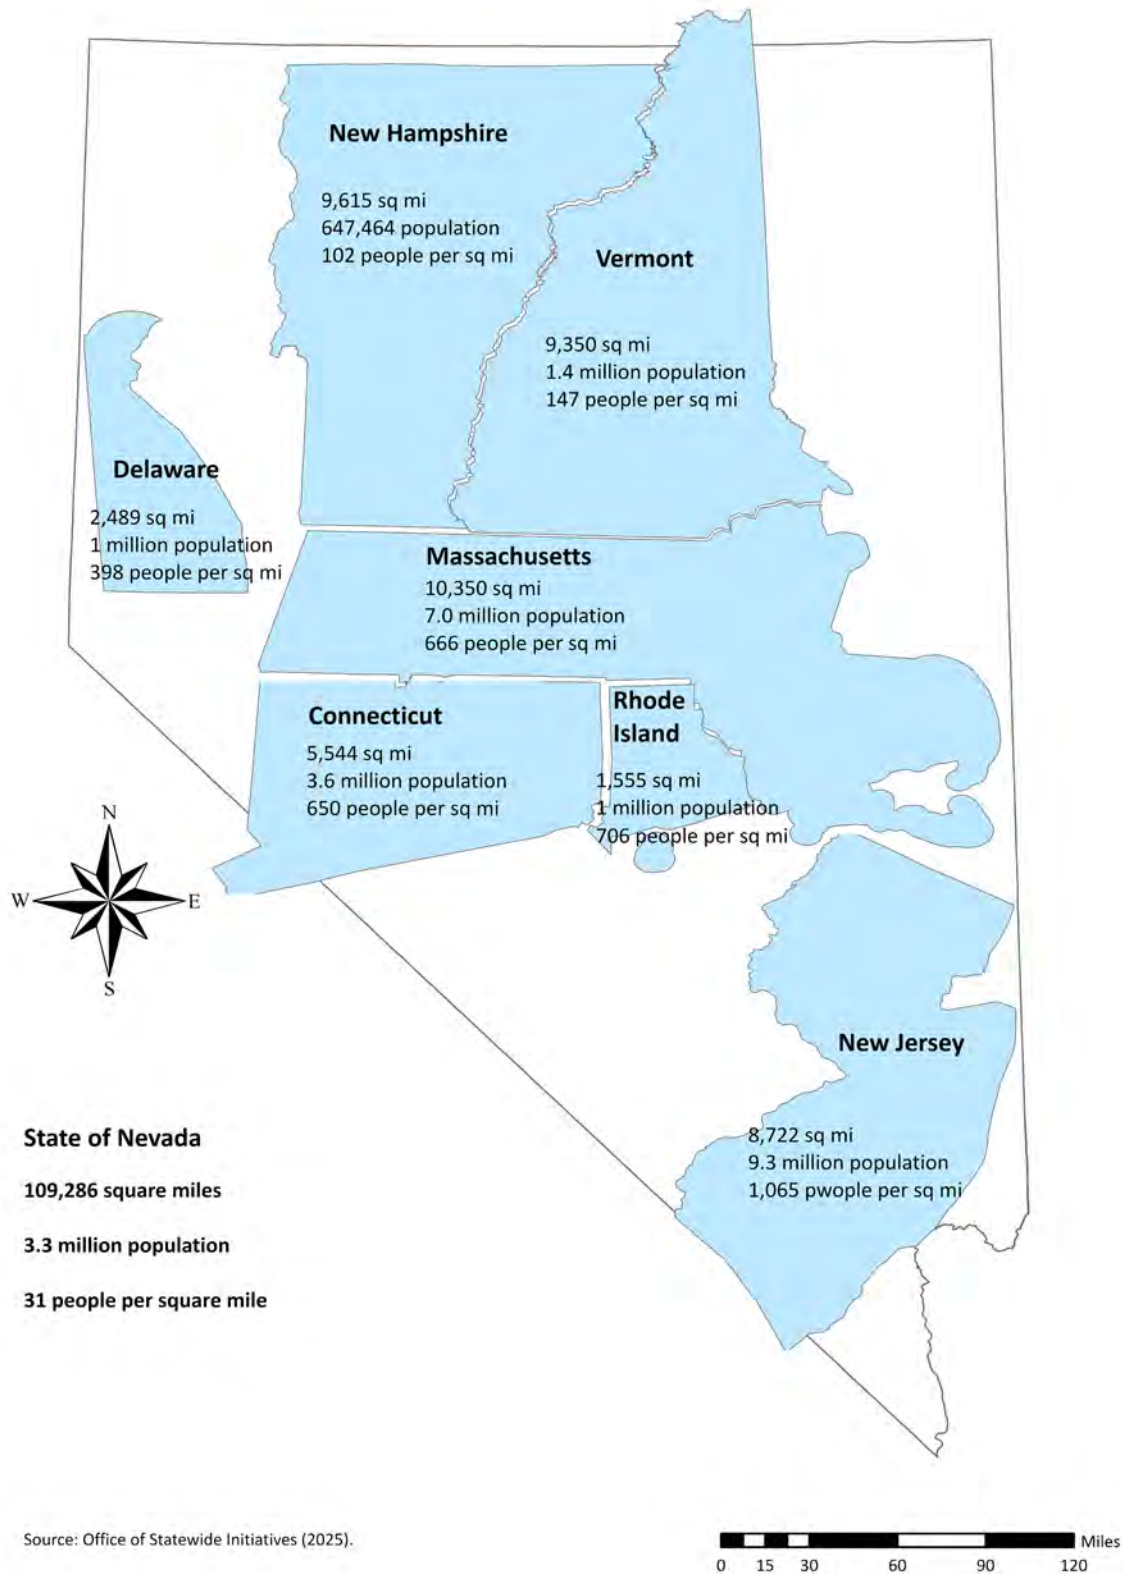 New Hampshire
9,615 sq mi
647,464 population
102 people per sq mi
Vermont
9,350 sq mi
1.4 million population
147 people per sq mi
Delaware
2,489 sq mi
1 million population
398 people per sq mi
Massachusetts
10,350 sq mi
7.0 million population
666 people per sq mi
Connecticut
5,544 sq mi
3.6 million population
650 people per sq mi
Rhode
Island
1,555 sq mi
1 million population
706 people per sq mi
N
W
E
S
New Jersey
8,722 sq mi
9.3 million population
1,065 pwople per sq mi
State of Nevada
109,286 square miles
3.3 million population
31 people per square mile
Source: Office of Statewide Initiatives (2025).
Miles
0 15 30 60 90 120